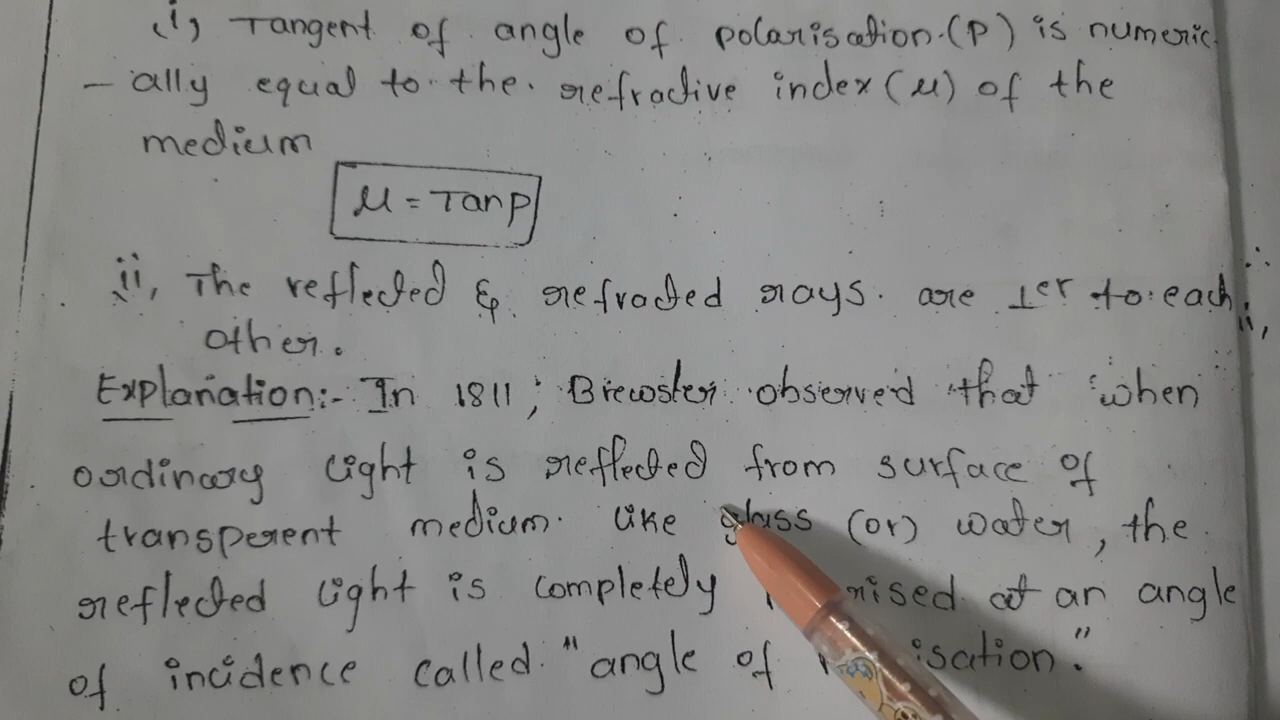 (i, Tangent of angle of polarisation (P) is numeric
- ally equal to the refractive index (μ) of the
medium
μ = Tan P
ii, The reflected & refracted rays are ⊥er to each
other.
Explanation:- In 1811, Brewster observed that when
ordinary light is reflected from surface of
transperent medium like glass (or) water, the
reflected light is completely at an angle
of incidence called "angle of